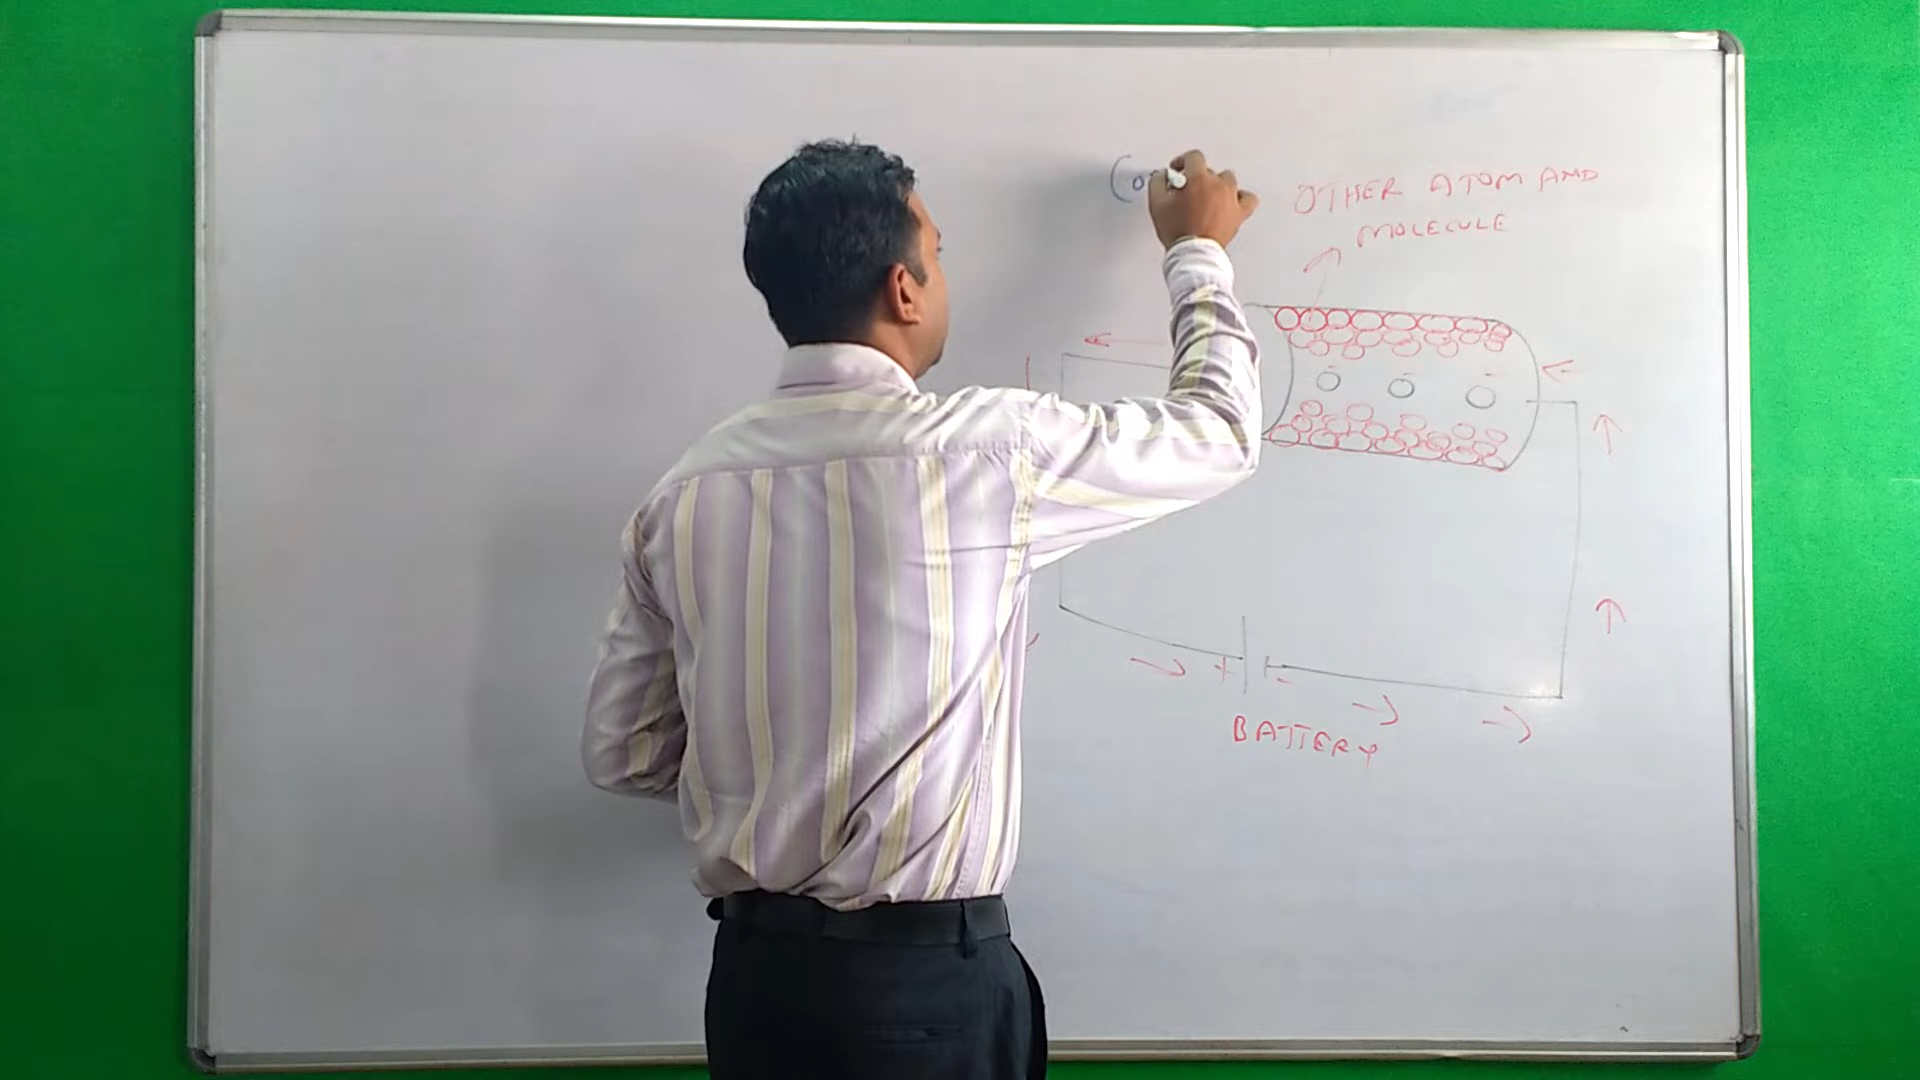 OTHER ATOM AND
MOLECULE
+ -
BATTERY